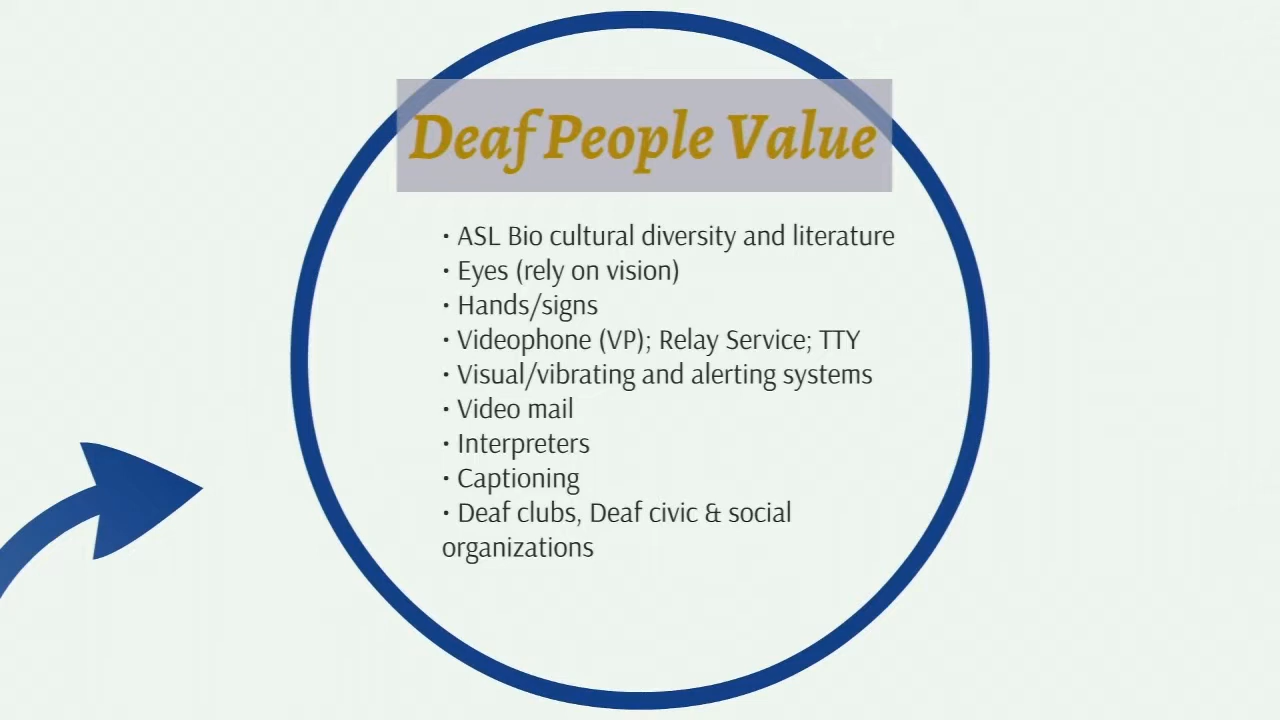 Deaf People Value
• ASL Bio cultural diversity and literature
• Eyes (rely on vision)
• Hands/signs
• Videophone (VP); Relay Service; TTY
• Visual/vibrating and alerting systems
• Video mail
• Interpreters
• Captioning
• Deaf clubs, Deaf civic & social
organizations